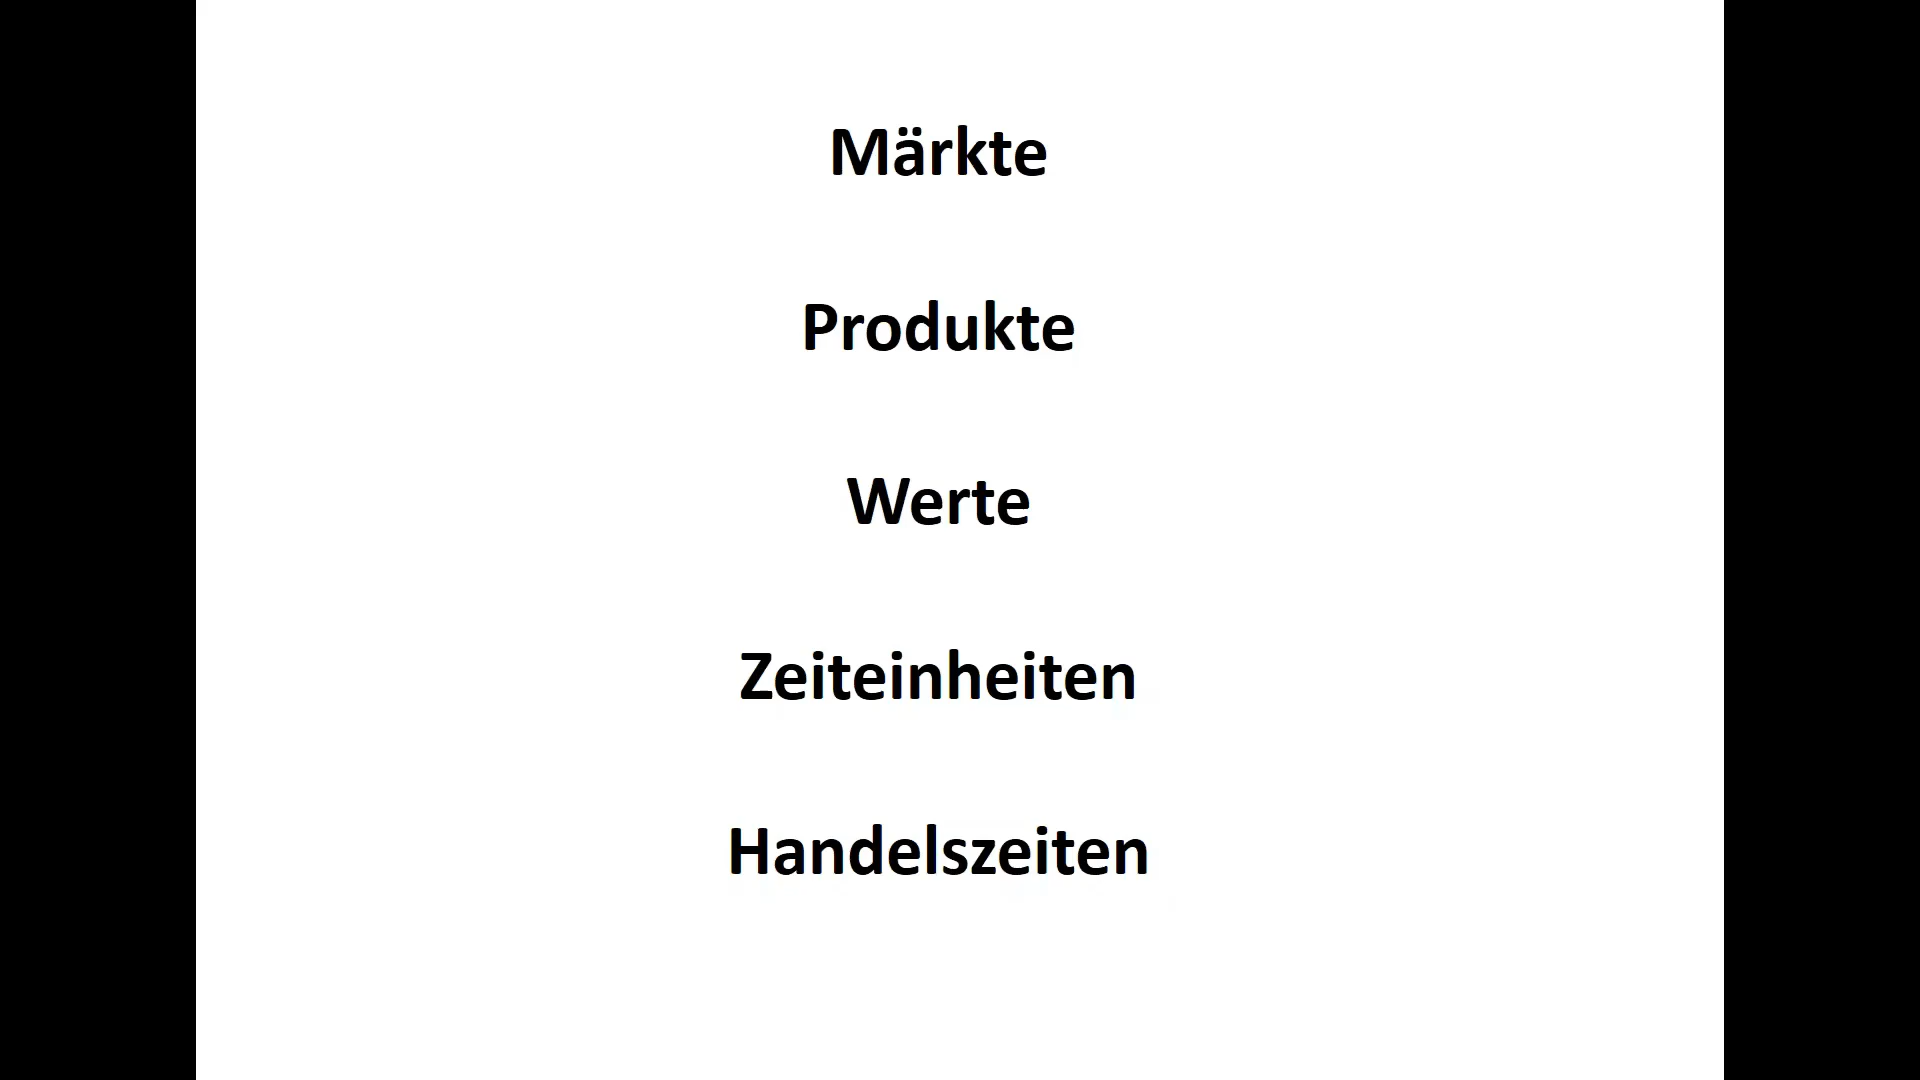 Märkte
Produkte
Werte
Zeiteinheiten
Handelszeiten